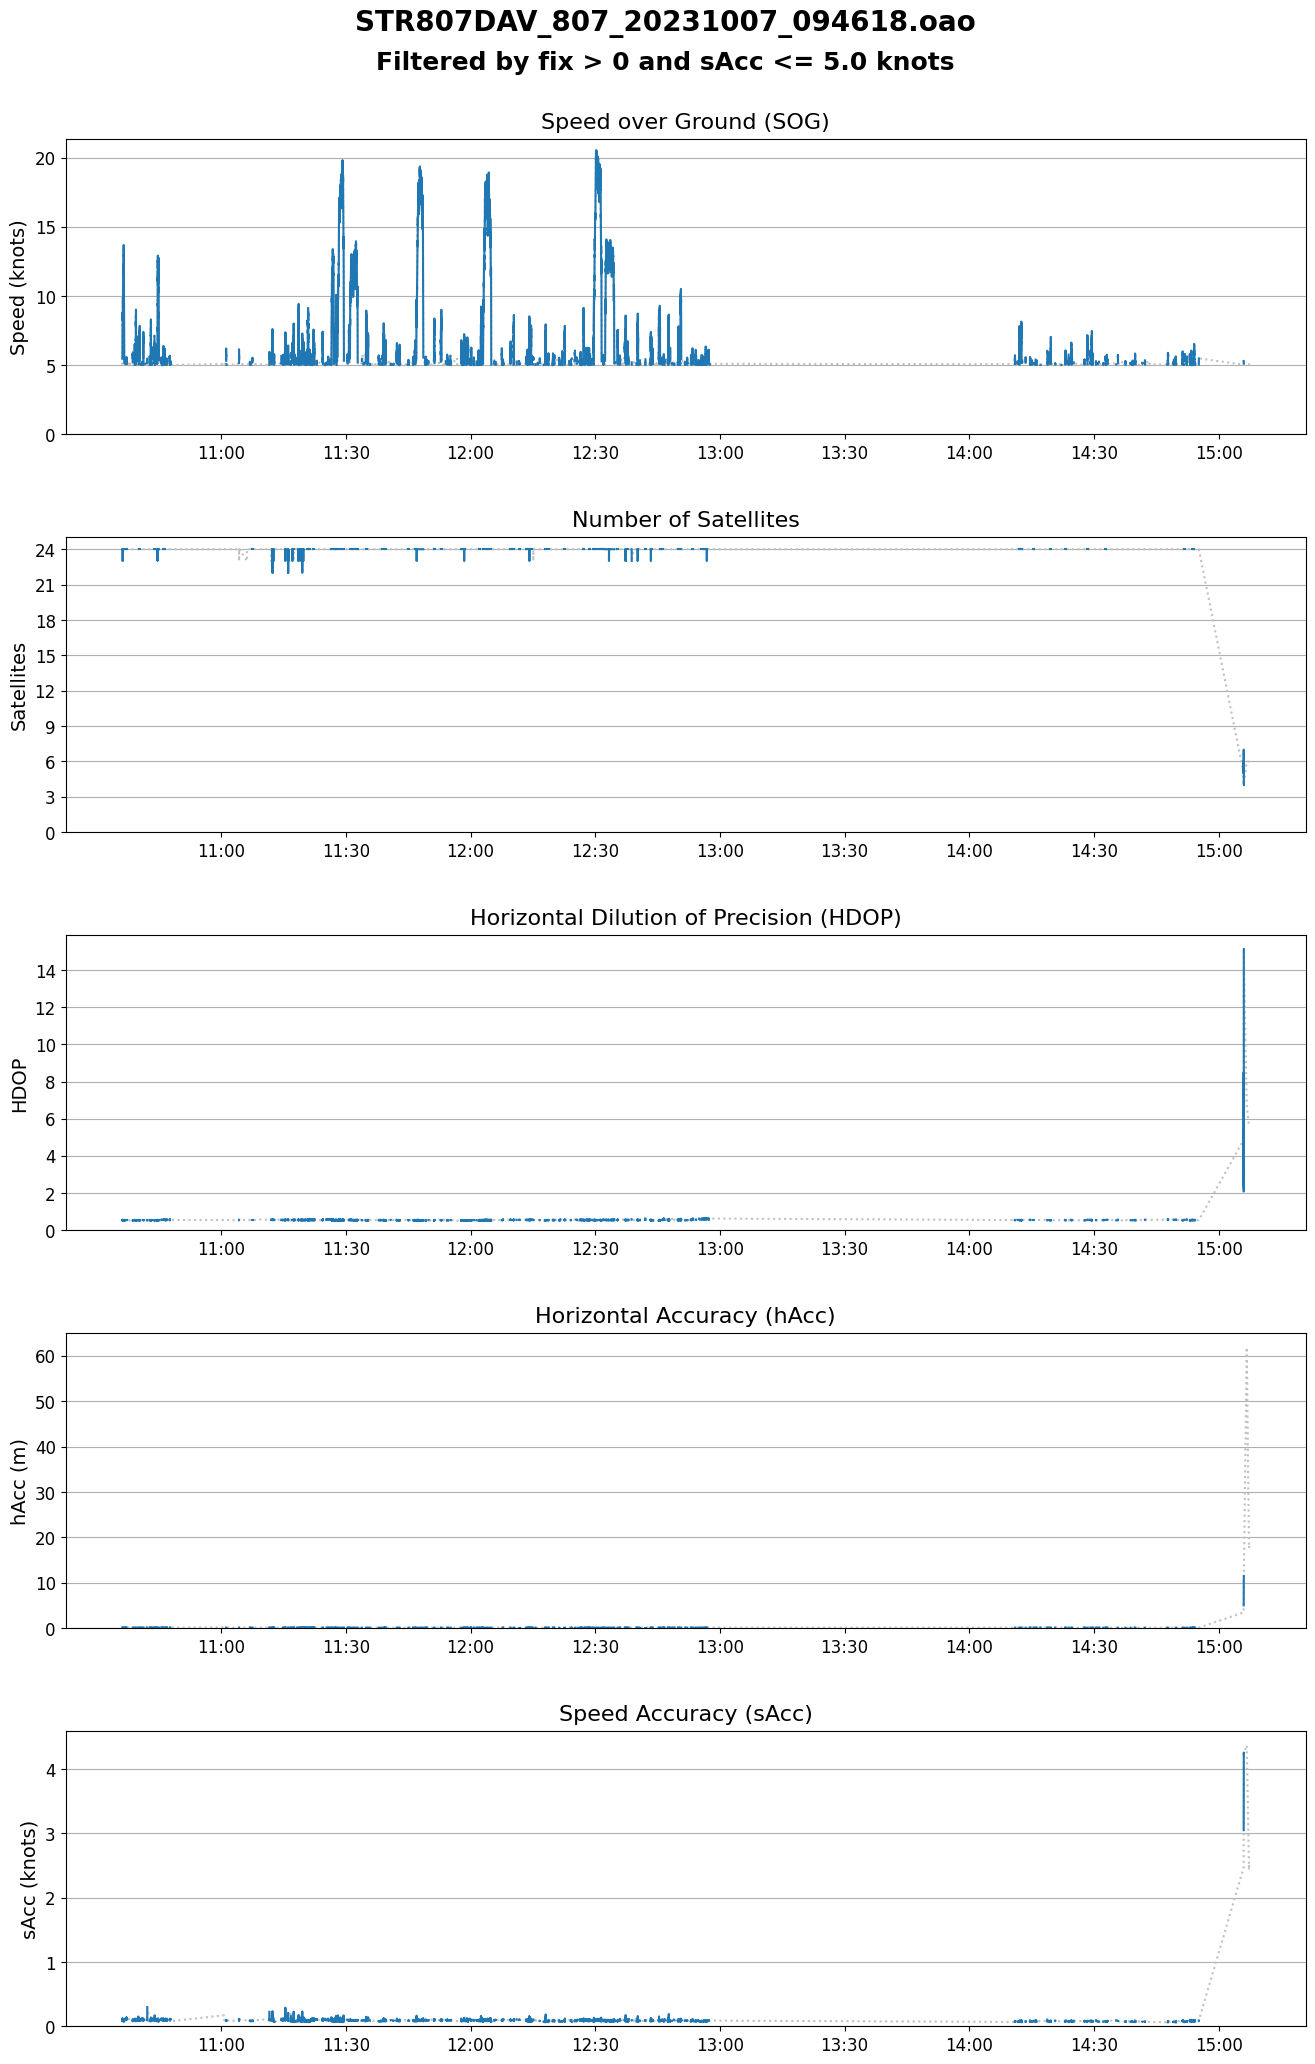 STR807DAV_807_20231007_094618.oao
Filtered by fix > 0 and sAcc <= 5.0 knots
Speed over Ground (SOG)
Speed (knots)
20
15
10
5
0
11:00 11:30 12:00 12:30 13:00 13:30 14:00 14:30 15:00
Number of Satellites
Satellites
24
21
18
15
12
9
6
3
0
11:00 11:30 12:00 12:30 13:00 13:30 14:00 14:30 15:00
Horizontal Dilution of Precision (HDOP)
HDOP
14
12
10
8
6
4
2
0
11:00 11:30 12:00 12:30 13:00 13:30 14:00 14:30 15:00
Horizontal Accuracy (hAcc)
hAcc (m)
60
50
40
30
20
10
0
11:00 11:30 12:00 12:30 13:00 13:30 14:00 14:30 15:00
Speed Accuracy (sAcc)
sAcc (knots)
4
3
2
1
0
11:00 11:30 12:00 12:30 13:00 13:30 14:00 14:30 15:00